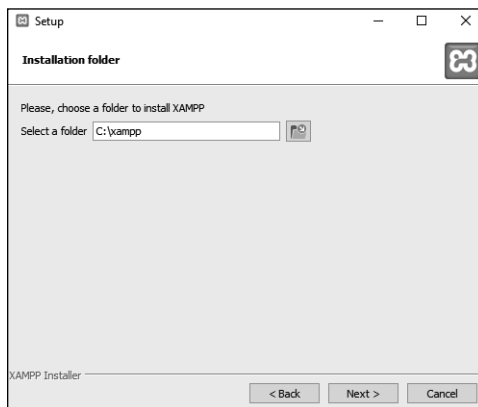 Setup
Installation folder
Please, choose a folder to install XAMPP
Select a folder C:\xampp
XAMPP Installer
< Back Next > Cancel